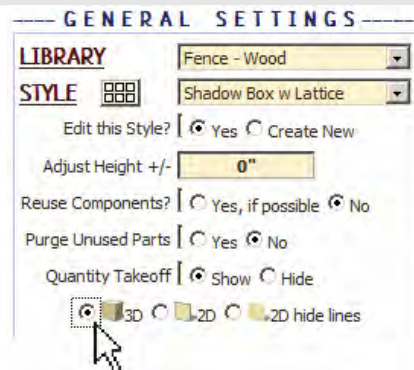 GENERAL SETTINGS
LIBRARY Fence - Wood
STYLE Shadow Box w Lattice
Edit this Style? Yes Create New
Adjust Height +/- 0"
Reuse Components? Yes, if possible No
Purge Unused Parts Yes No
Quantity Takeoff Show Hide
3D 2D 2D hide lines